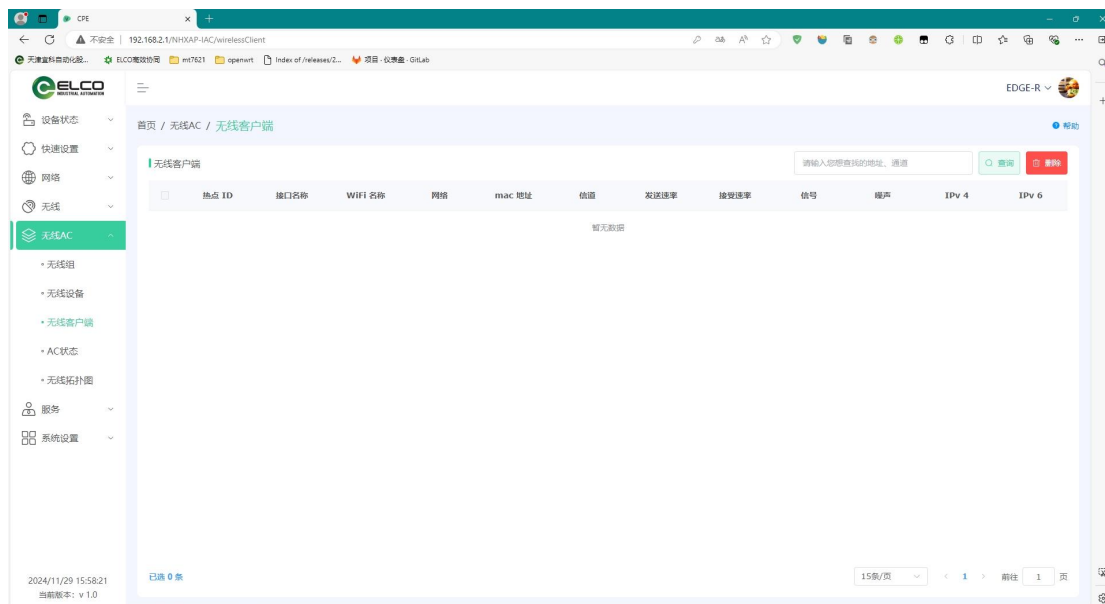 CPE
不安全 | 192.168.2.1/NHXAP-IAC/wirelessClient
天津宜科自动化股... ELCO高效协同 mt7621 openwrt Index of /releases/2... 项目 · 仪表盘 · GitLab
ELCO
INDUSTRIAL AUTOMATION
EDGE-R
设备状态
快速设置
网络
无线
无线AC
无线组
无线设备
无线客户端
AC状态
无线拓扑图
服务
系统设置
2024/11/29 15:58:21
当前版本: v 1.0
首页 / 无线AC / 无线客户端
帮助
无线客户端
请输入您想查找的地址、通道 查询 删除
热点 ID 接口名称 WiFi 名称 网络 mac 地址 信道 发送速率 接受速率 信号 噪声 IPv 4 IPv 6
暂无数据
已选 0 条
15条/页 1 前往 1 页